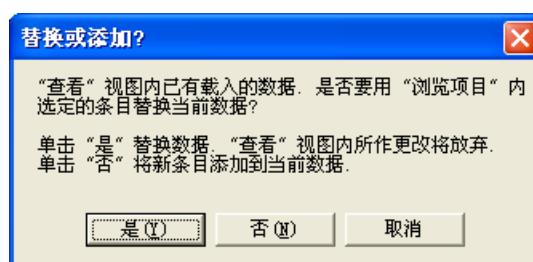 替换或添加?
“查看“ 视图内已有载入的数据. 是否要用 “浏览项目“ 内
选定的条目替换当前数据?
单击 “是“ 替换数据. “查看“ 视图内所作更改将放弃.
单击 “否“ 将新条目添加到当前数据.
是(Y)
否(N)
取消